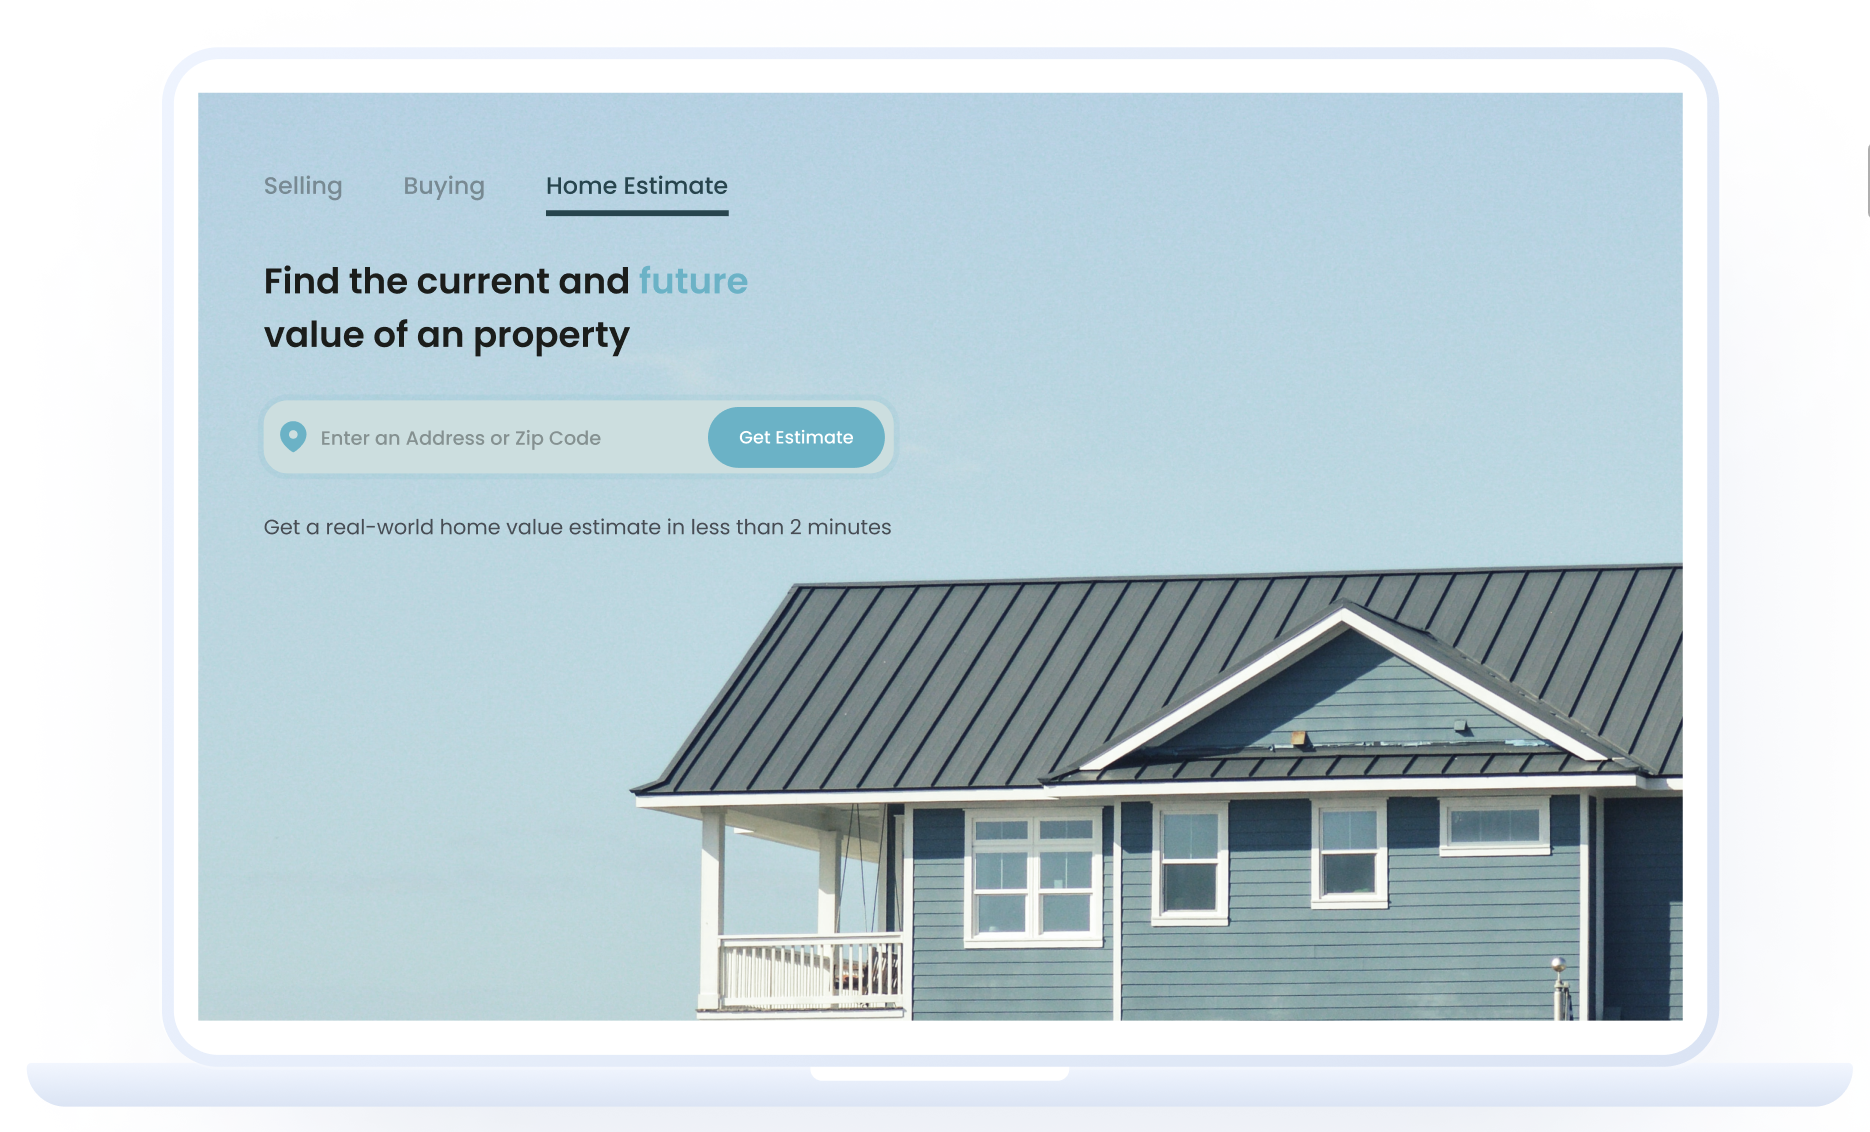 Selling Buying Home Estimate
Find the current and future
value of an property
Enter an Address or Zip Code Get Estimate
Get a real-world home value estimate in less than 2 minutes